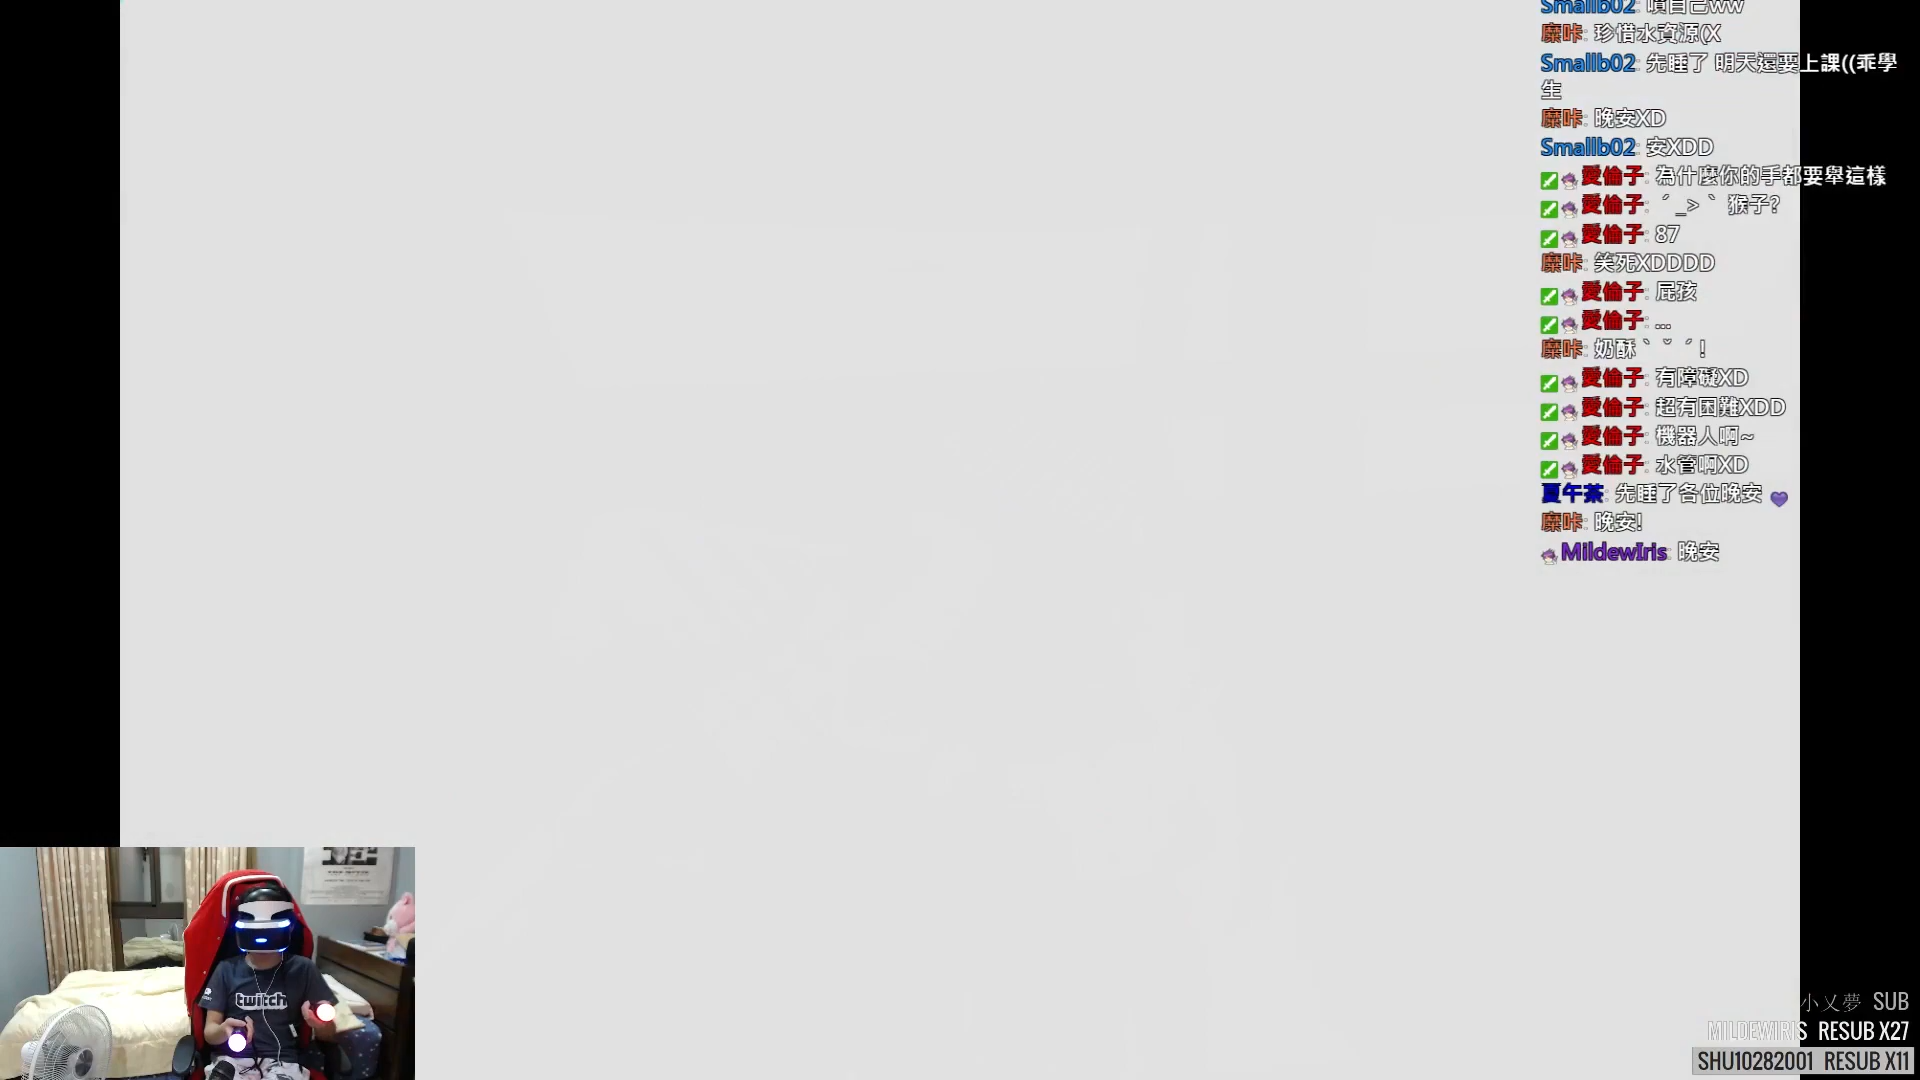 Smallb02: 噴自己ww
糜咔: 珍惜水資源(X
Smallb02: 先睡了 明天還要上課((乖學
生
糜咔: 晚安XD
Smallb02: 安XDD
愛倫子: 為什麼你的手都要舉這樣
愛倫子: ˊ_>ˋ 猴子?
愛倫子: 87
糜咔: 笑死XDDDD
愛倫子: 屁孩
愛倫子: ...
糜咔: 奶酥ˋˇˊ!
愛倫子: 有障礙XD
愛倫子: 超有困難XDD
愛倫子: 機器人啊~
愛倫子: 水管啊XD
夏午茶: 先睡了各位晚安
糜咔: 晚安!
MildewIris: 晚安
twitch
小乂夢 SUB
MILDEWIRIS RESUB X27
SHU10282001 RESUB X11